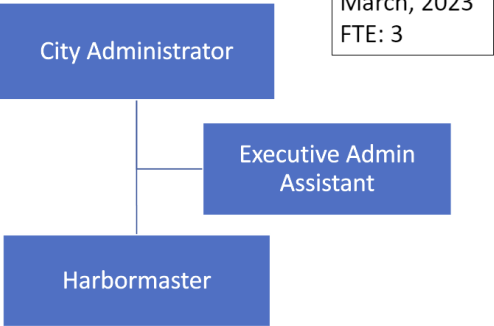 March, 2023
FTE: 3
City Administrator
Executive Admin
Assistant
Harbormaster